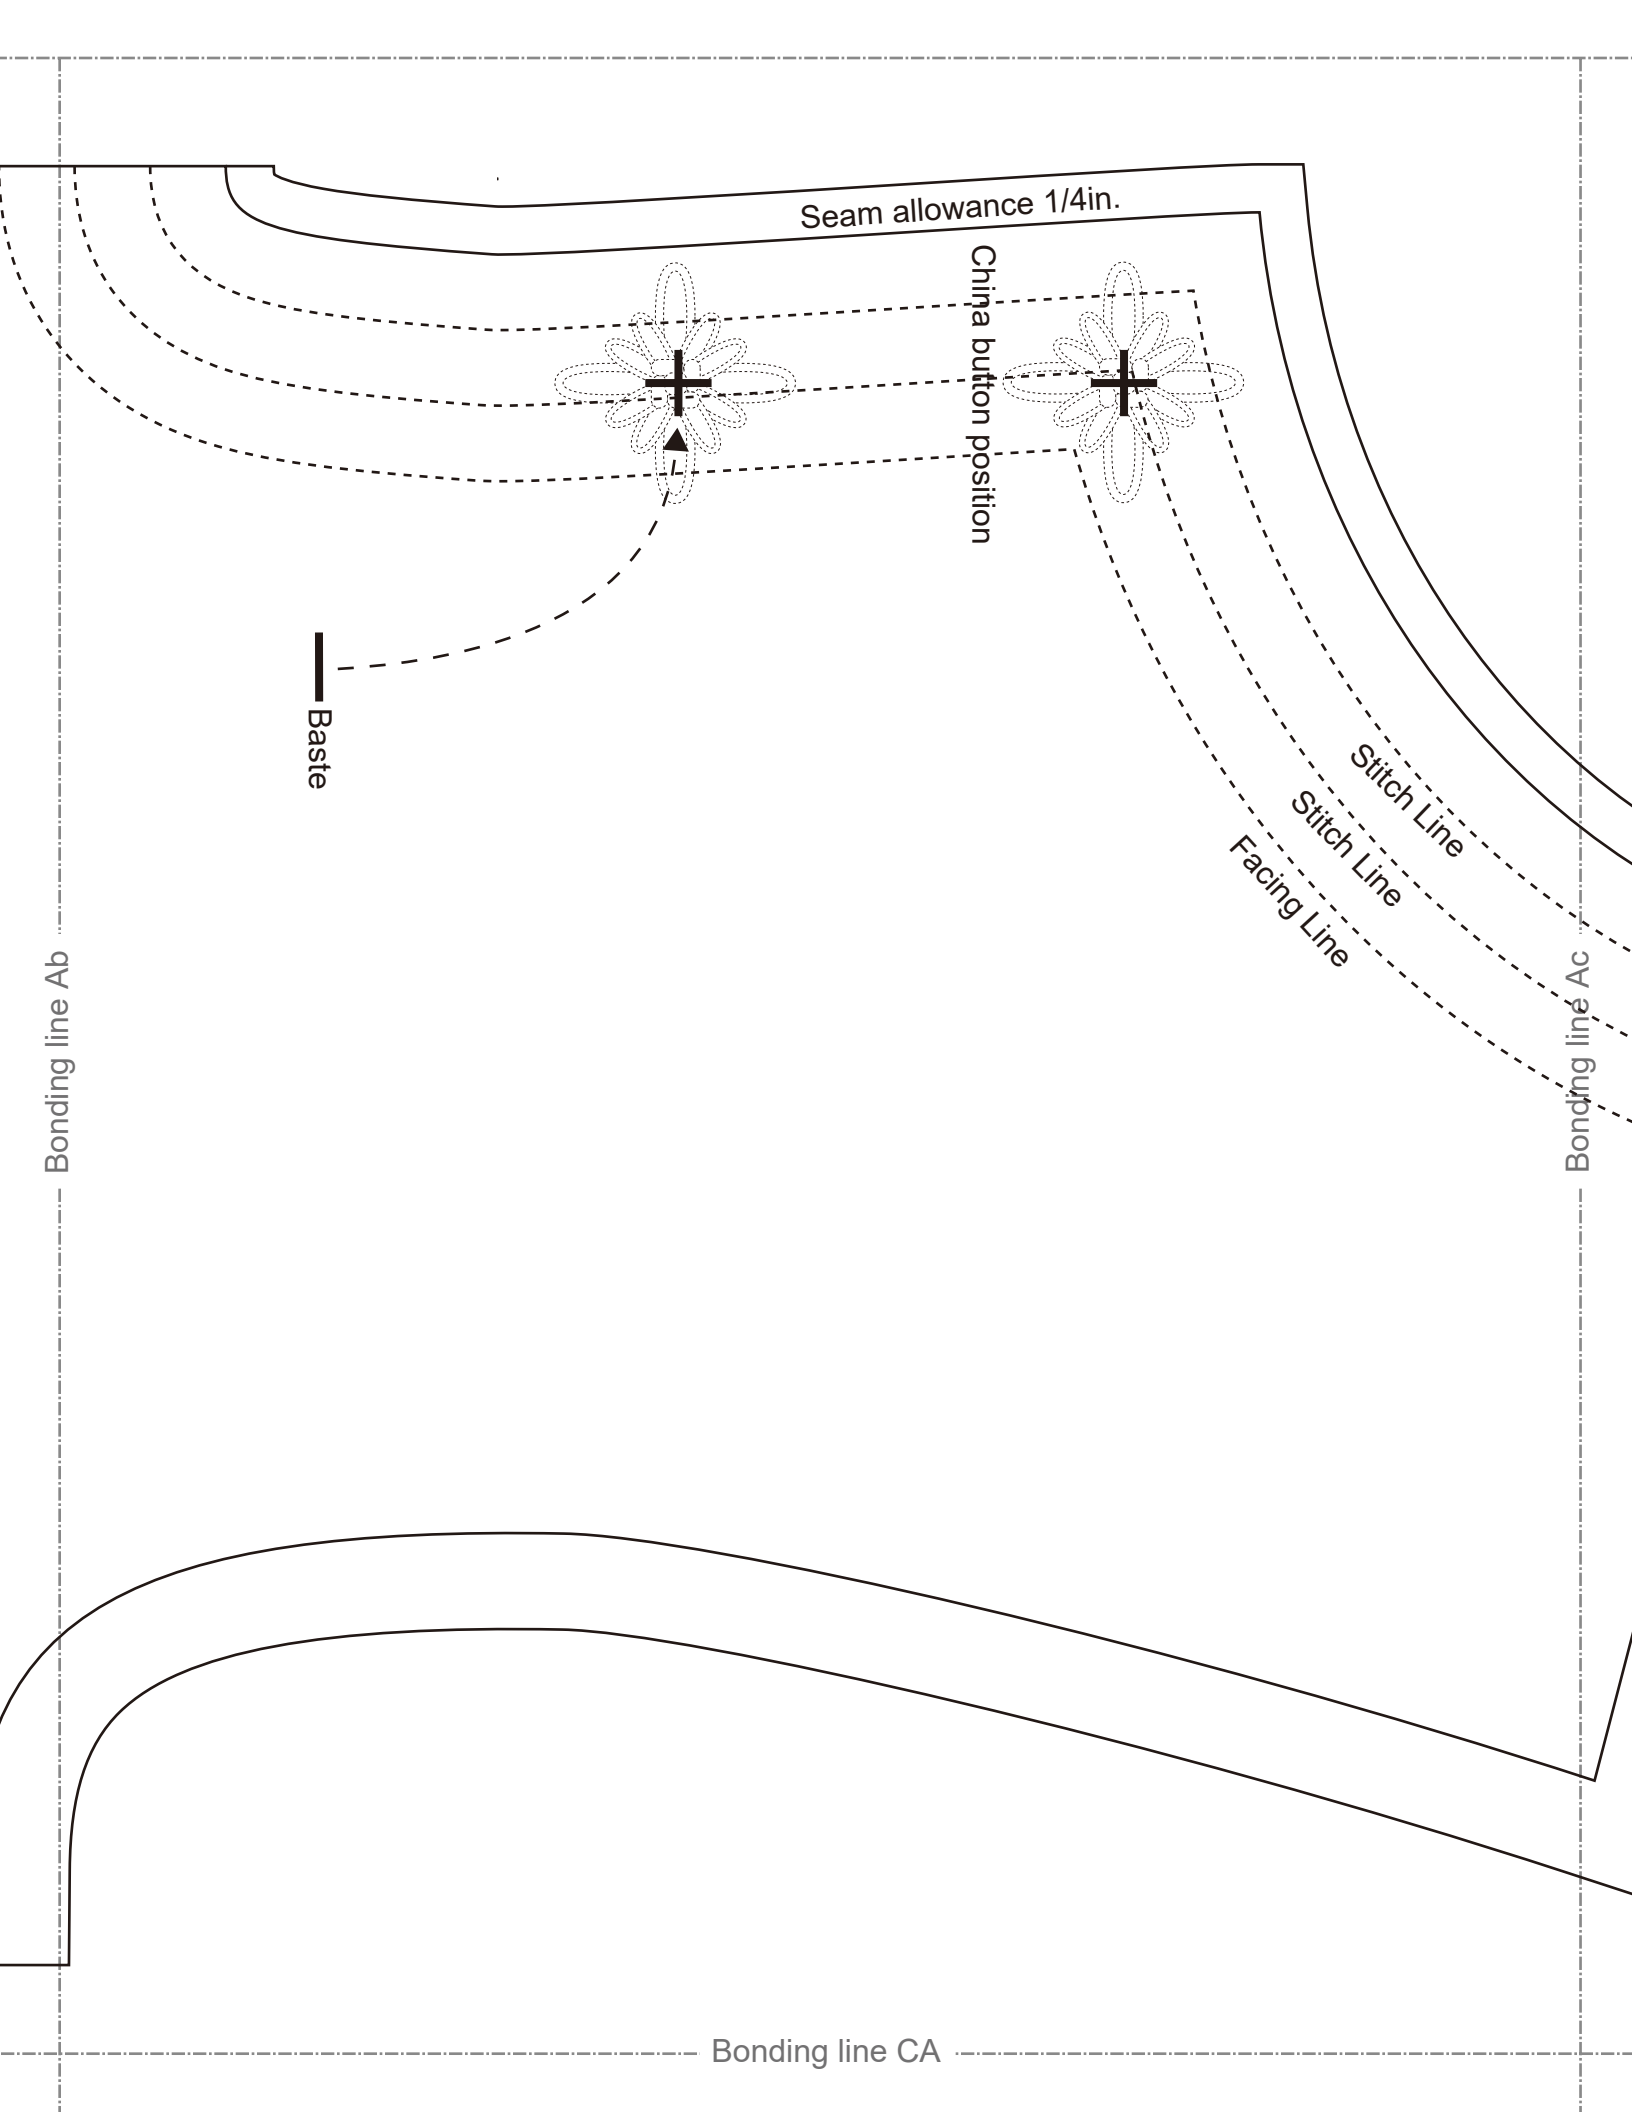 Seam allowance 1/4in.
China button position
Baste
Stitch Line
Stitch Line
Facing Line
Bonding line Ab
Bonding line Ac
Bonding line CA